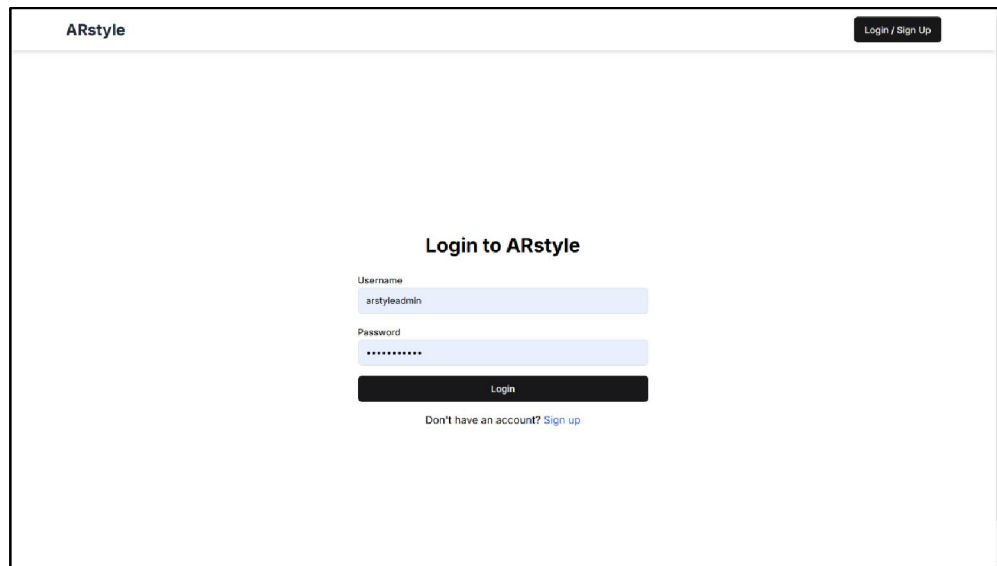 ARstyle
Login / Sign Up
Login to ARstyle
Username
arstyleadmin
Password
•••••••••••
Login
Don't have an account? Sign up